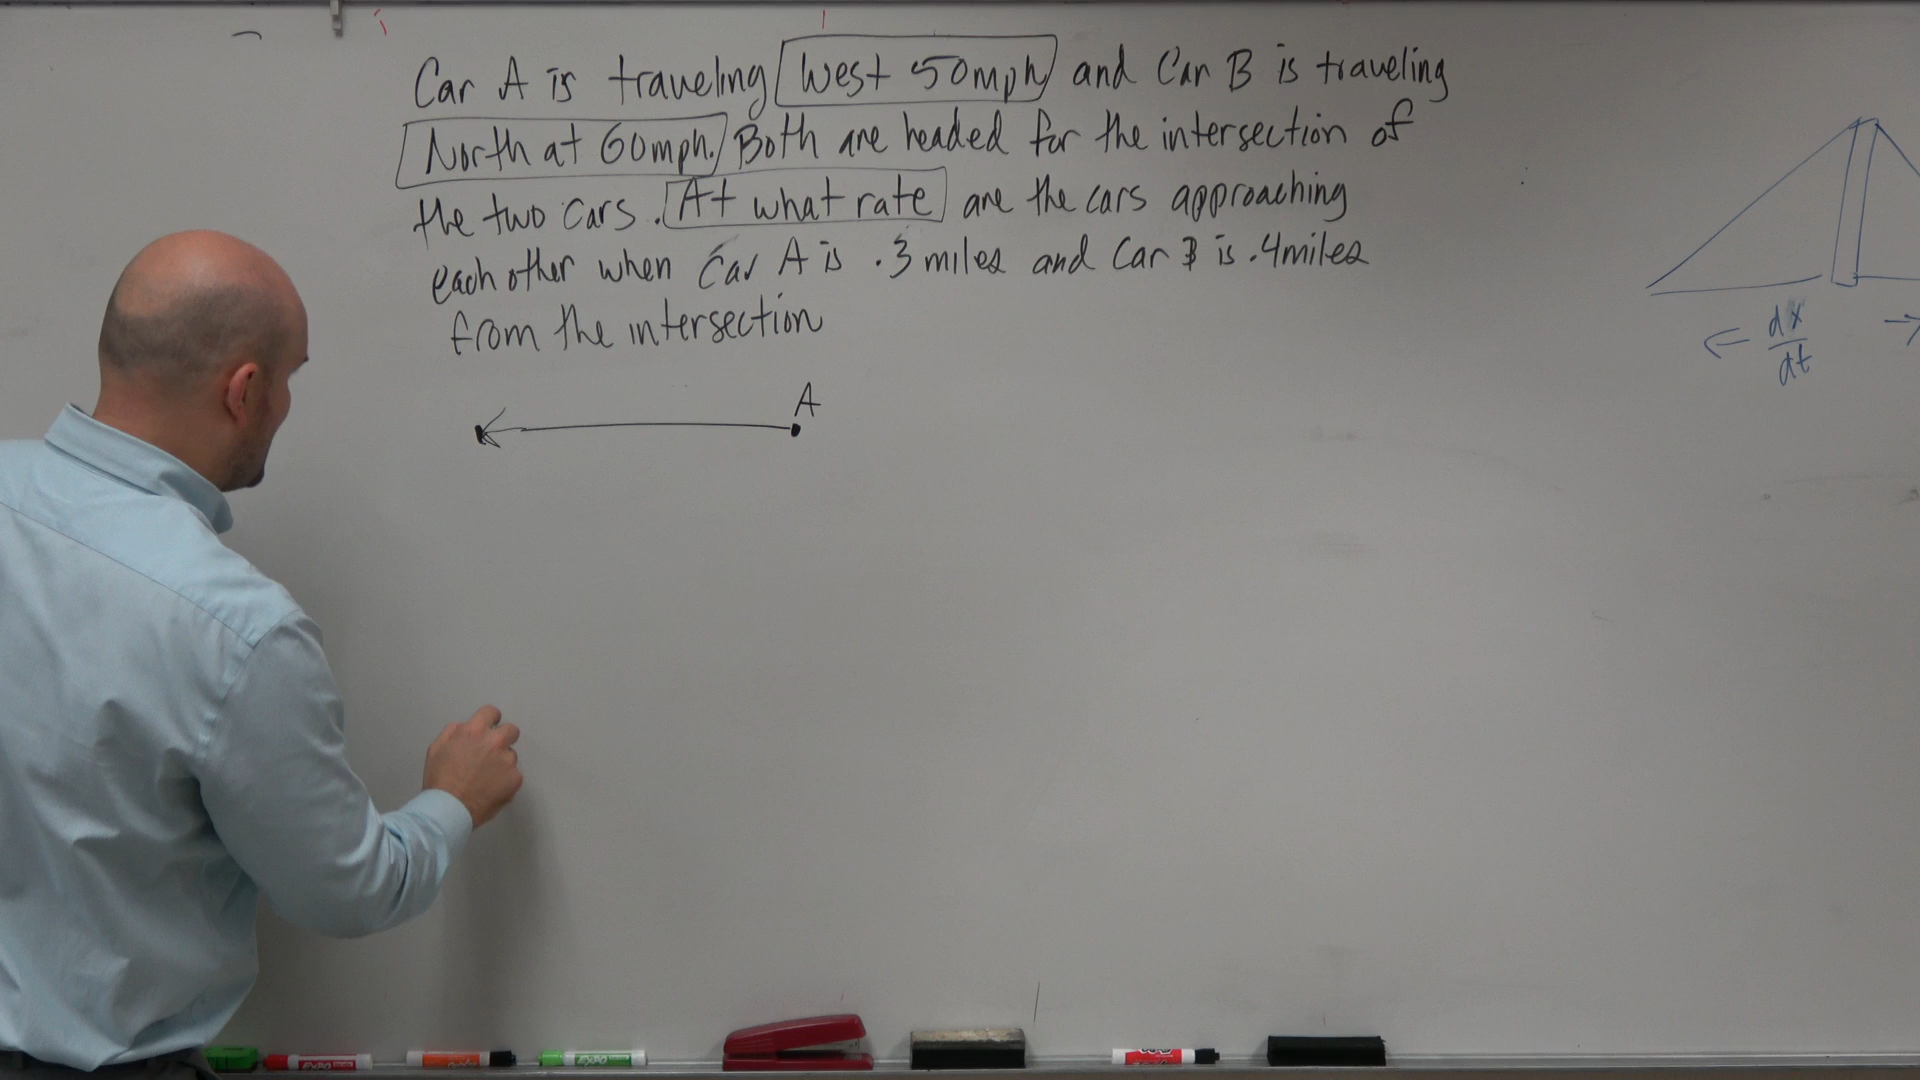 Car A is traveling West 50mph and Car B is traveling
North at 60mph. Both are headed for the intersection of
the two cars. At what rate are the cars approaching
each other when Car A is .3 miles and Car B is .4miles
from the intersection
A
dx
dt
EXPO